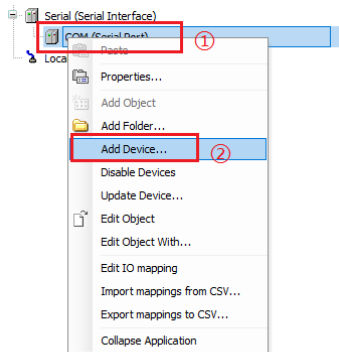 Serial (Serial Interface)
COM (Serial Port)
①
Loca
Paste
Properties...
Add Object
Add Folder...
Add Device...
②
Disable Devices
Update Device...
Edit Object
Edit Object With...
Edit IO mapping
Import mappings from CSV...
Export mappings to CSV...
Collapse Application